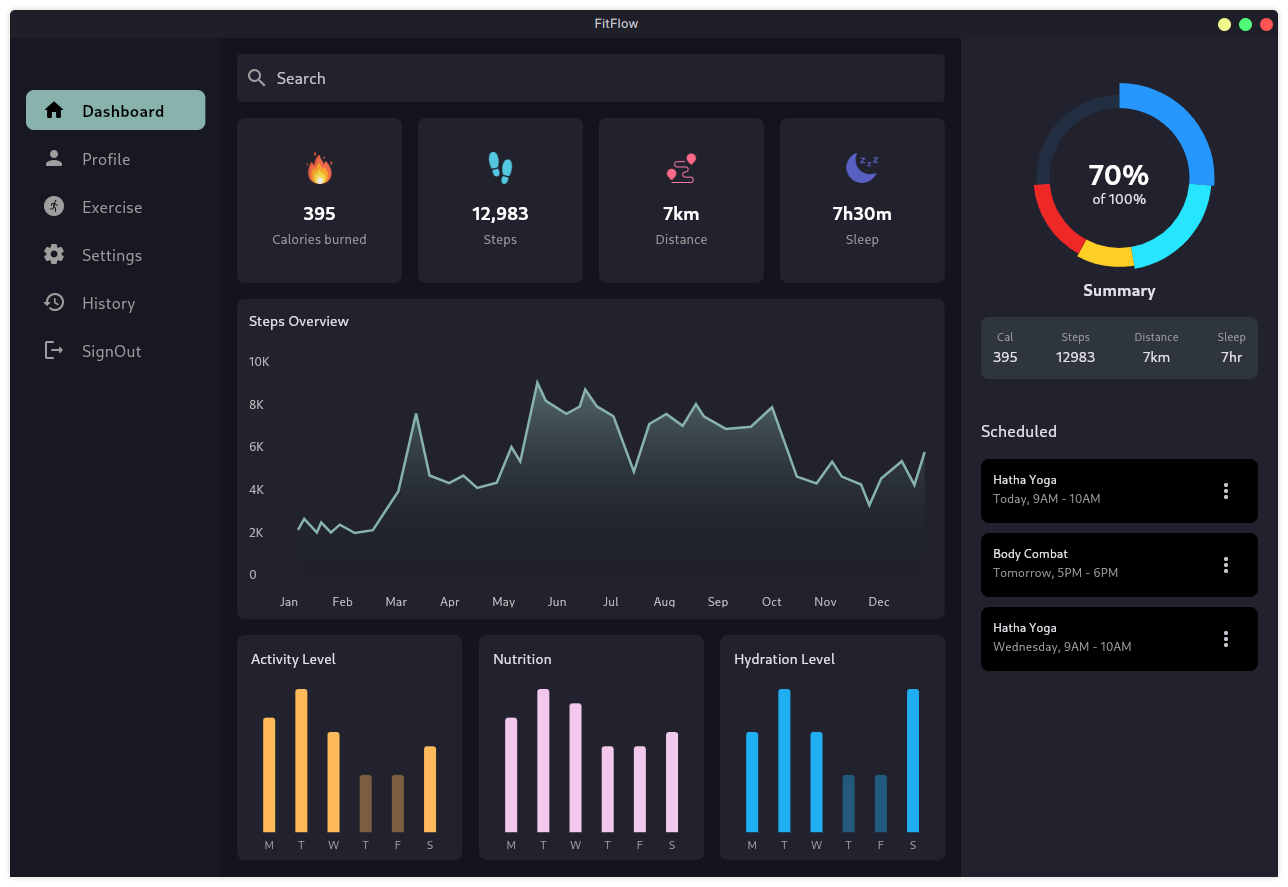 FitFlow
Dashboard
Profile
Exercise
Settings
History
SignOut
Search
395
Calories burned
12,983
Steps
7km
Distance
7h30m
zzz
Sleep
Steps Overview
10K
8K
6K
4K
2K
0
Jan Feb Mar Apr May Jun Jul Aug Sep Oct Nov Dec
Activity Level
M T W T F S
Nutrition
M T W T F S
Hydration Level
M T W T F S
70%
of 100%
Summary
Cal Steps Distance Sleep
395 12983 7km 7hr
Scheduled
Hatha Yoga
Today, 9AM - 10AM
Body Combat
Tomorrow, 5PM - 6PM
Hatha Yoga
Wednesday, 9AM - 10AM